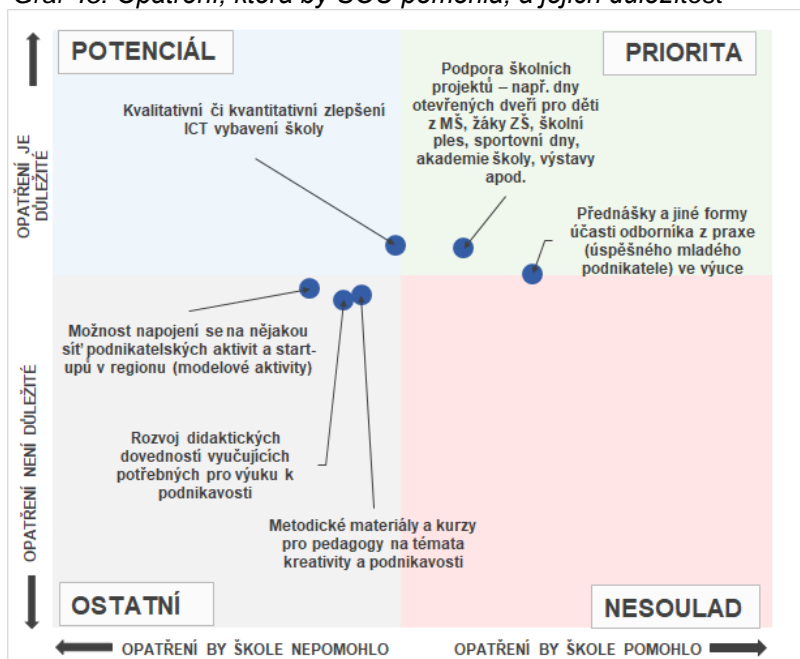 POTENCIÁL
PRIORITA
Kvalitativní či kvantitativní zlepšení
ICT vybavení školy
Podpora školních
projektů – např. dny
otevřených dveří pro děti
z MŠ, žáky ZŠ, školní
ples, sportovní dny,
akademie školy, výstavy
apod.
Přednášky a jiné formy
účasti odborníka z praxe
(úspěšného mladého
podnikatele) ve výuce
OPATŘENÍ JE
DŮLEŽITÉ
Možnost napojení se na nějakou
síť podnikatelských aktivit a start-
upů v regionu (modelové aktivity)
Rozvoj didaktických
dovedností vyučujících
potřebných pro výuku k
podnikavosti
Metodické materiály a kurzy
pro pedagogy na témata
kreativity a podnikavosti
OPATŘENÍ NENÍ DŮLEŽITÉ
OSTATNÍ
NESOULAD
OPATŘENÍ BY ŠKOLE NEPOMOHLO
OPATŘENÍ BY ŠKOLE POMOHLO